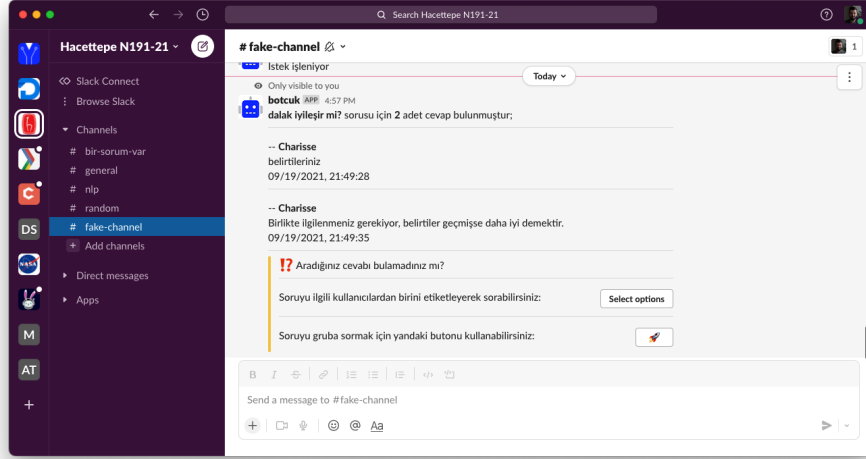 Search Hacettepe N191-21
Hacettepe N191-21
# fake-channel
1
Slack Connect
Browse Slack
Channels
# bir-sorum-var
# general
# nlp
# random
# fake-channel
+ Add channels
Direct messages
Apps
C
DS
NASA
M
AT
+
İstek işleniyor
Today
Only visible to you
botcuk APP 4:57 PM
dalak iyileşir mi? sorusu için 2 adet cevap bulunmuştur;
-- Charisse
belirtileriniz
09/19/2021, 21:49:28
-- Charisse
Birlikte ilgilenmeniz gerekiyor, belirtiler geçmişse daha iyi demektir.
09/19/2021, 21:49:35
⁉️ Aradığınız cevabı bulamadınız mı?
Soruyu ilgili kullanıcılardan birini etiketleyerek sorabilirsiniz:
Select options
Soruyu gruba sormak için yandaki butonu kullanabilirsiniz:
B I S
Send a message to #fake-channel
+ @ Aa